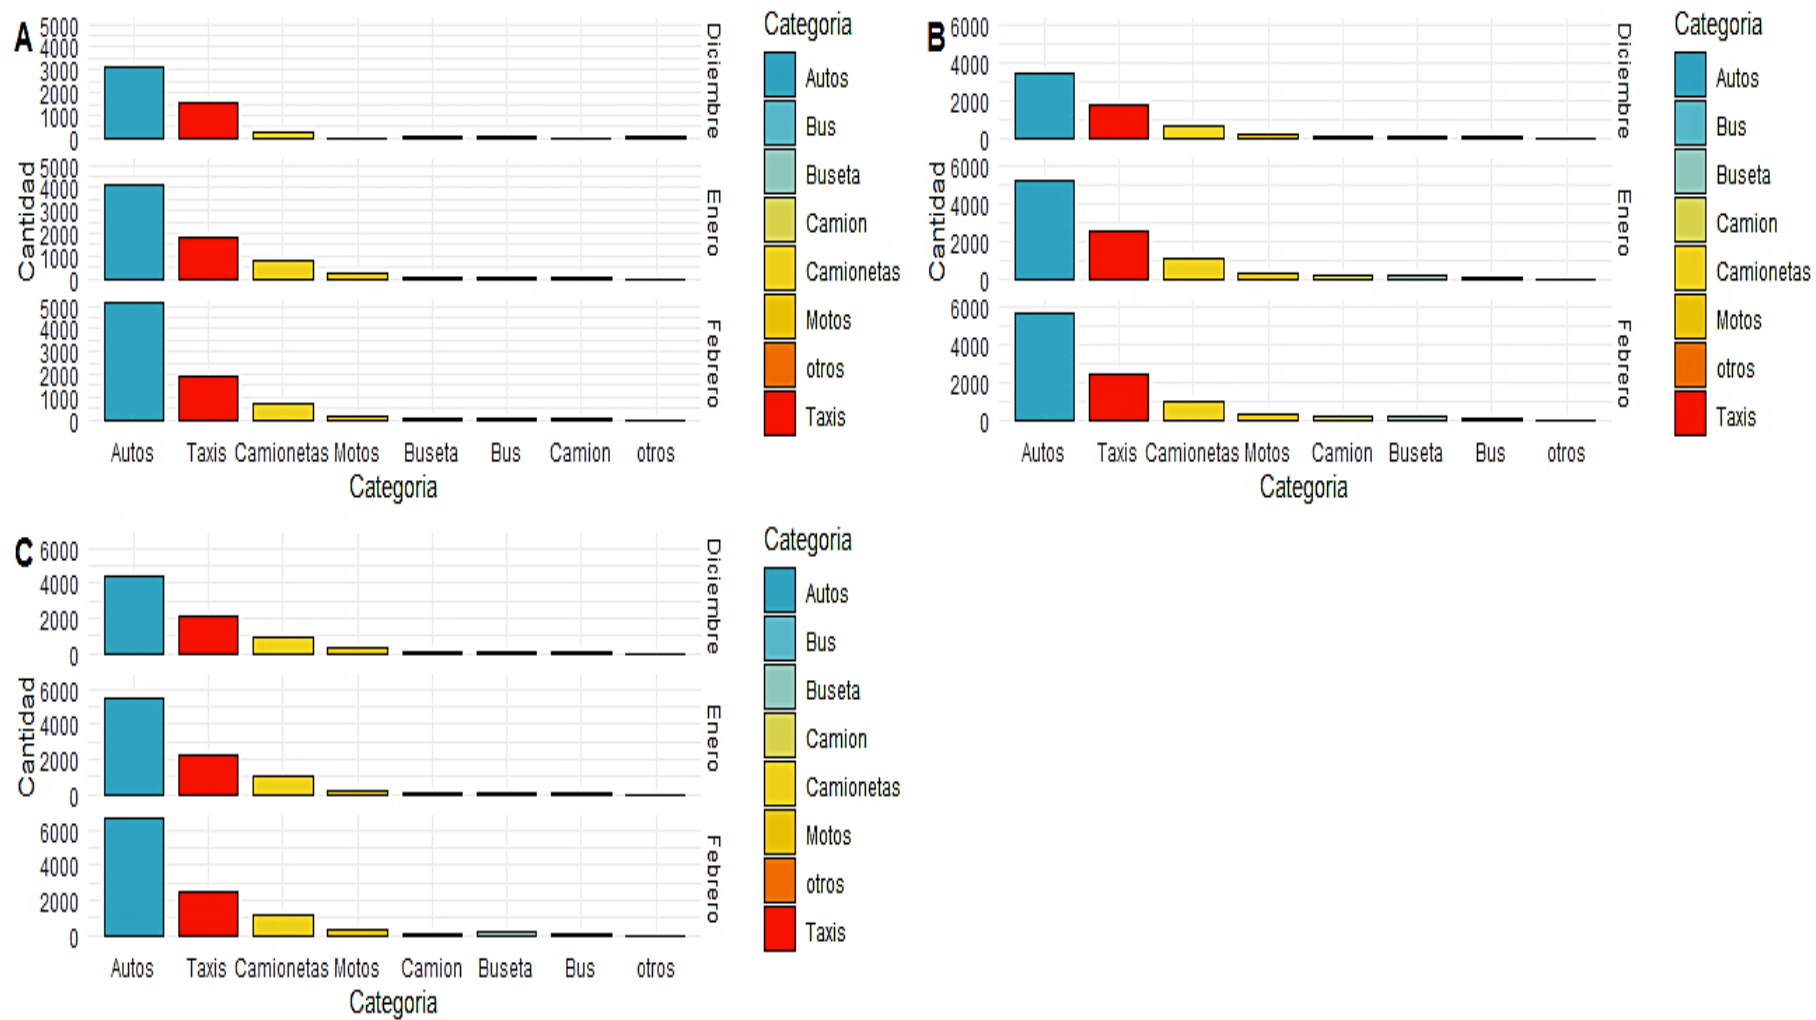 A
Cantidad
5000
4000
3000
2000
1000
0
Diciembre
5000
4000
3000
2000
1000
0
Enero
5000
4000
3000
2000
1000
0
Febrero
Autos Taxis Camionetas Motos Buseta Bus Camion otros
Categoria
Categoria
Autos
Bus
Buseta
Camion
Camionetas
Motos
otros
Taxis
B
Cantidad
6000
4000
2000
0
Diciembre
6000
4000
2000
0
Enero
6000
4000
2000
0
Febrero
Autos Taxis Camionetas Motos Camion Buseta Bus otros
Categoria
Categoria
Autos
Bus
Buseta
Camion
Camionetas
Motos
otros
Taxis
C
Cantidad
6000
4000
2000
0
Diciembre
6000
4000
2000
0
Enero
6000
4000
2000
0
Febrero
Autos Taxis Camionetas Motos Camion Buseta Bus otros
Categoria
Categoria
Autos
Bus
Buseta
Camion
Camionetas
Motos
otros
Taxis